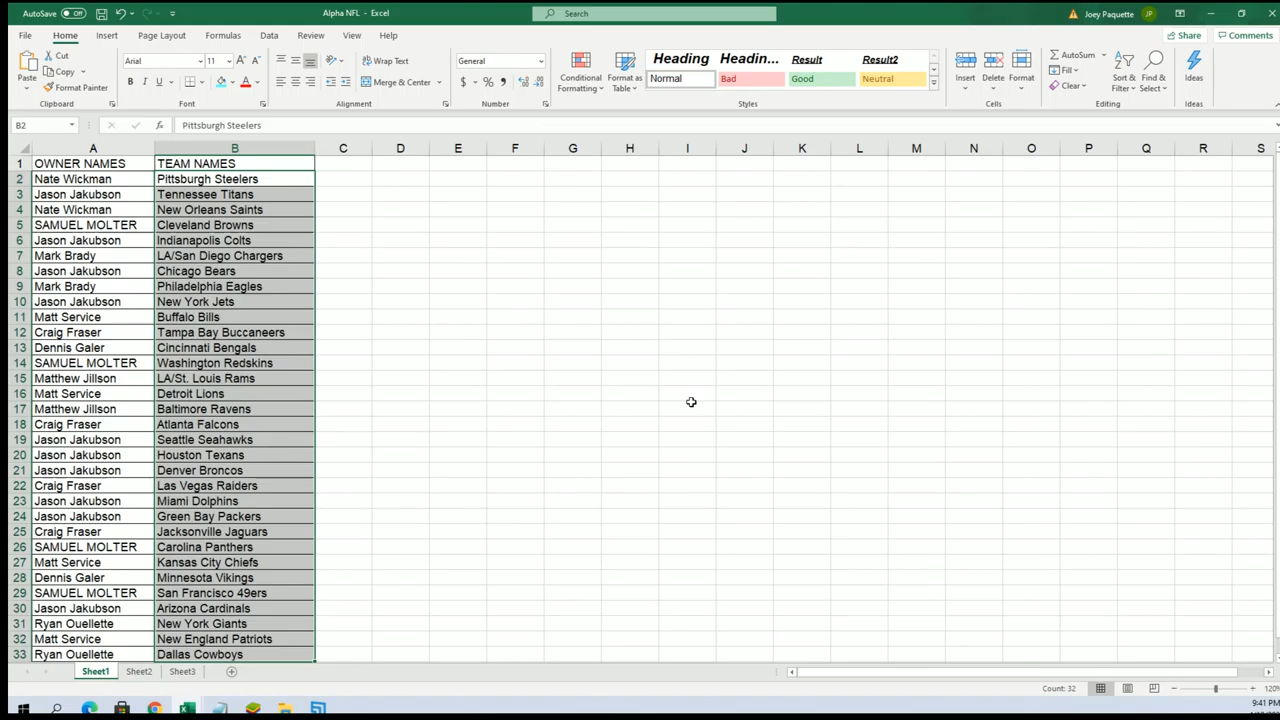 AutoSave Off Alpha NFL - Excel Search Joey Paquette JP
File Home Insert Page Layout Formulas Data Review View Help Share Comments
Paste Cut Copy Format Painter Clipboard
Arial 11 B I U Font
Wrap Text Merge & Center Alignment
General $ % Number
Conditional Formatting Format as Table
Heading Headin... Result Result2
Normal Bad Good Neutral
Styles
Insert Delete Format Cells
AutoSum Fill Clear Sort & Filter Find & Select Editing
Ideas Ideas
B2 fx Pittsburgh Steelers
A B C D E F G H I J K L M N O P Q R S
1 OWNER NAMES TEAM NAMES
2 Nate Wickman Pittsburgh Steelers
3 Jason Jakubson Tennessee Titans
4 Nate Wickman New Orleans Saints
5 SAMUEL MOLTER Cleveland Browns
6 Jason Jakubson Indianapolis Colts
7 Mark Brady LA/San Diego Chargers
8 Jason Jakubson Chicago Bears
9 Mark Brady Philadelphia Eagles
10 Jason Jakubson New York Jets
11 Matt Service Buffalo Bills
12 Craig Fraser Tampa Bay Buccaneers
13 Dennis Galer Cincinnati Bengals
14 SAMUEL MOLTER Washington Redskins
15 Matthew Jillson LA/St. Louis Rams
16 Matt Service Detroit Lions
17 Matthew Jillson Baltimore Ravens
18 Craig Fraser Atlanta Falcons
19 Jason Jakubson Seattle Seahawks
20 Jason Jakubson Houston Texans
21 Jason Jakubson Denver Broncos
22 Craig Fraser Las Vegas Raiders
23 Jason Jakubson Miami Dolphins
24 Jason Jakubson Green Bay Packers
25 Craig Fraser Jacksonville Jaguars
26 SAMUEL MOLTER Carolina Panthers
27 Matt Service Kansas City Chiefs
28 Dennis Galer Minnesota Vikings
29 SAMUEL MOLTER San Francisco 49ers
30 Jason Jakubson Arizona Cardinals
31 Ryan Ouellette New York Giants
32 Matt Service New England Patriots
33 Ryan Ouellette Dallas Cowboys
Sheet1 Sheet2 Sheet3
Count: 32 120%
9:41 PM